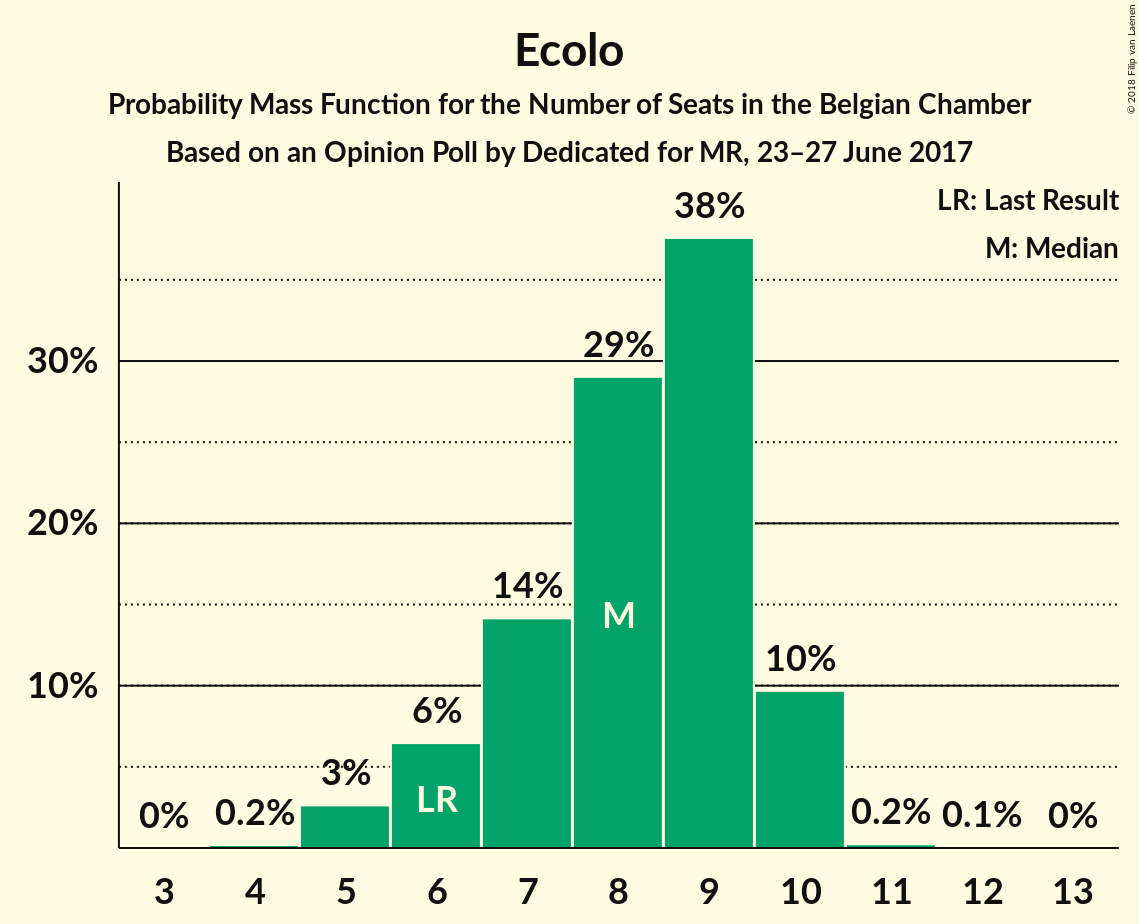 Ecolo
Probability Mass Function for the Number of Seats in the Belgian Chamber
Based on an Opinion Poll by Dedicated for MR, 23–27 June 2017
© 2018 Filip van Laenen
LR: Last Result
M: Median
38%
30%
29%
20%
14%
M
10%
10%
6%
3%
LR
0%
0.2%
0.2%
0.1%
0%
3 4 5 6 7 8 9 10 11 12 13